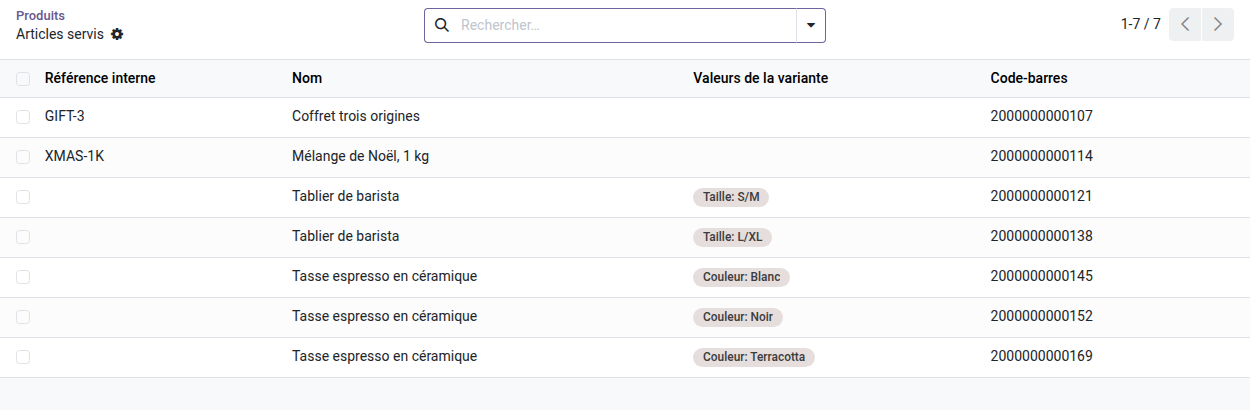 Produits
Articles servis
Rechercher...
1-7 / 7
Référence interne Nom Valeurs de la variante Code-barres
GIFT-3 Coffret trois origines 2000000000107
XMAS-1K Mélange de Noël, 1 kg 2000000000114
Tablier de barista Taille: S/M 2000000000121
Tablier de barista Taille: L/XL 2000000000138
Tasse espresso en céramique Couleur: Blanc 2000000000145
Tasse espresso en céramique Couleur: Noir 2000000000152
Tasse espresso en céramique Couleur: Terracotta 2000000000169